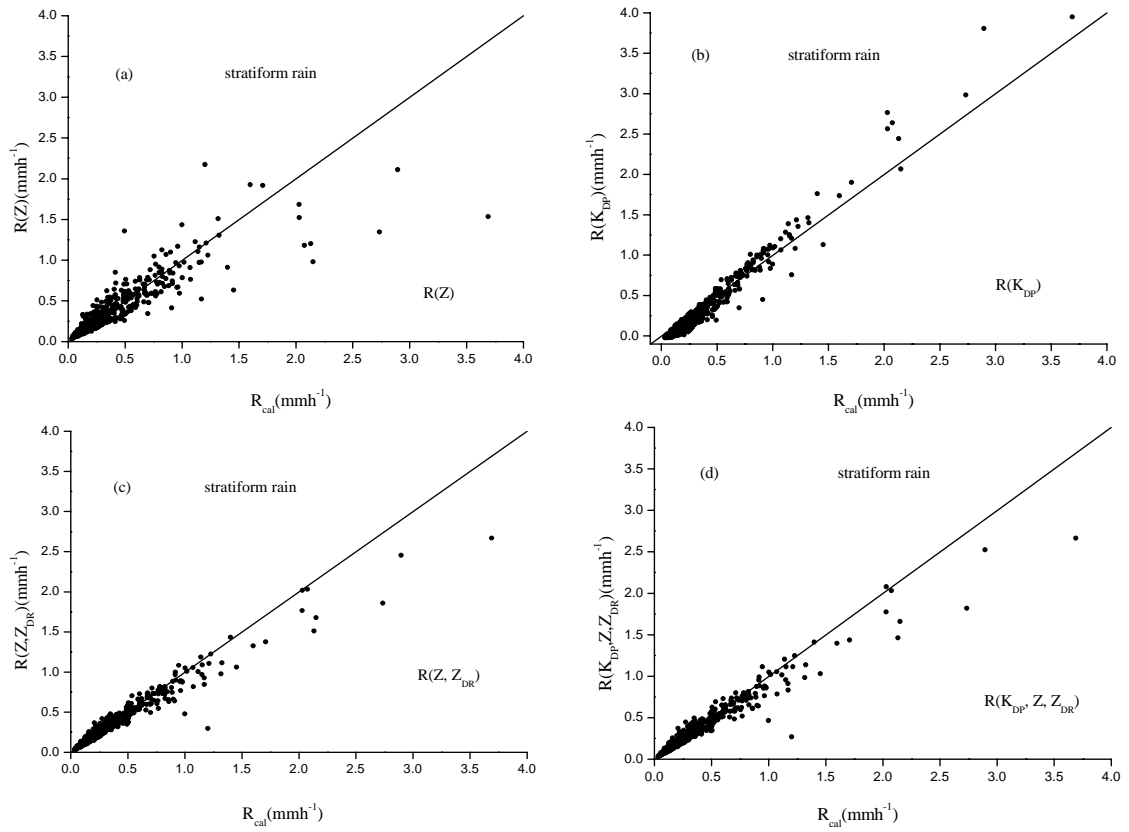 4.0
3.5
3.0
2.5
2.0
1.5
1.0
0.5
0.0
R(Z)(mmh⁻¹)
(a)
stratiform rain
R(Z)
0.0 0.5 1.0 1.5 2.0 2.5 3.0 3.5 4.0
R_cal(mmh⁻¹)
4.0
3.5
3.0
2.5
2.0
1.5
1.0
0.5
0.0
R(K_DP)(mmh⁻¹)
(b)
stratiform rain
R(K_DP)
0.0 0.5 1.0 1.5 2.0 2.5 3.0 3.5 4.0
R_cal(mmh⁻¹)
4.0
3.5
3.0
2.5
2.0
1.5
1.0
0.5
0.0
R(Z,Z_DR)(mmh⁻¹)
(c)
stratiform rain
R(Z, Z_DR)
0.0 0.5 1.0 1.5 2.0 2.5 3.0 3.5 4.0
R_cal(mmh⁻¹)
4.0
3.5
3.0
2.5
2.0
1.5
1.0
0.5
0.0
R(K_DP,Z,Z_DR)(mmh⁻¹)
(d)
stratiform rain
R(K_DP, Z, Z_DR)
0.0 0.5 1.0 1.5 2.0 2.5 3.0 3.5 4.0
R_cal(mmh⁻¹)